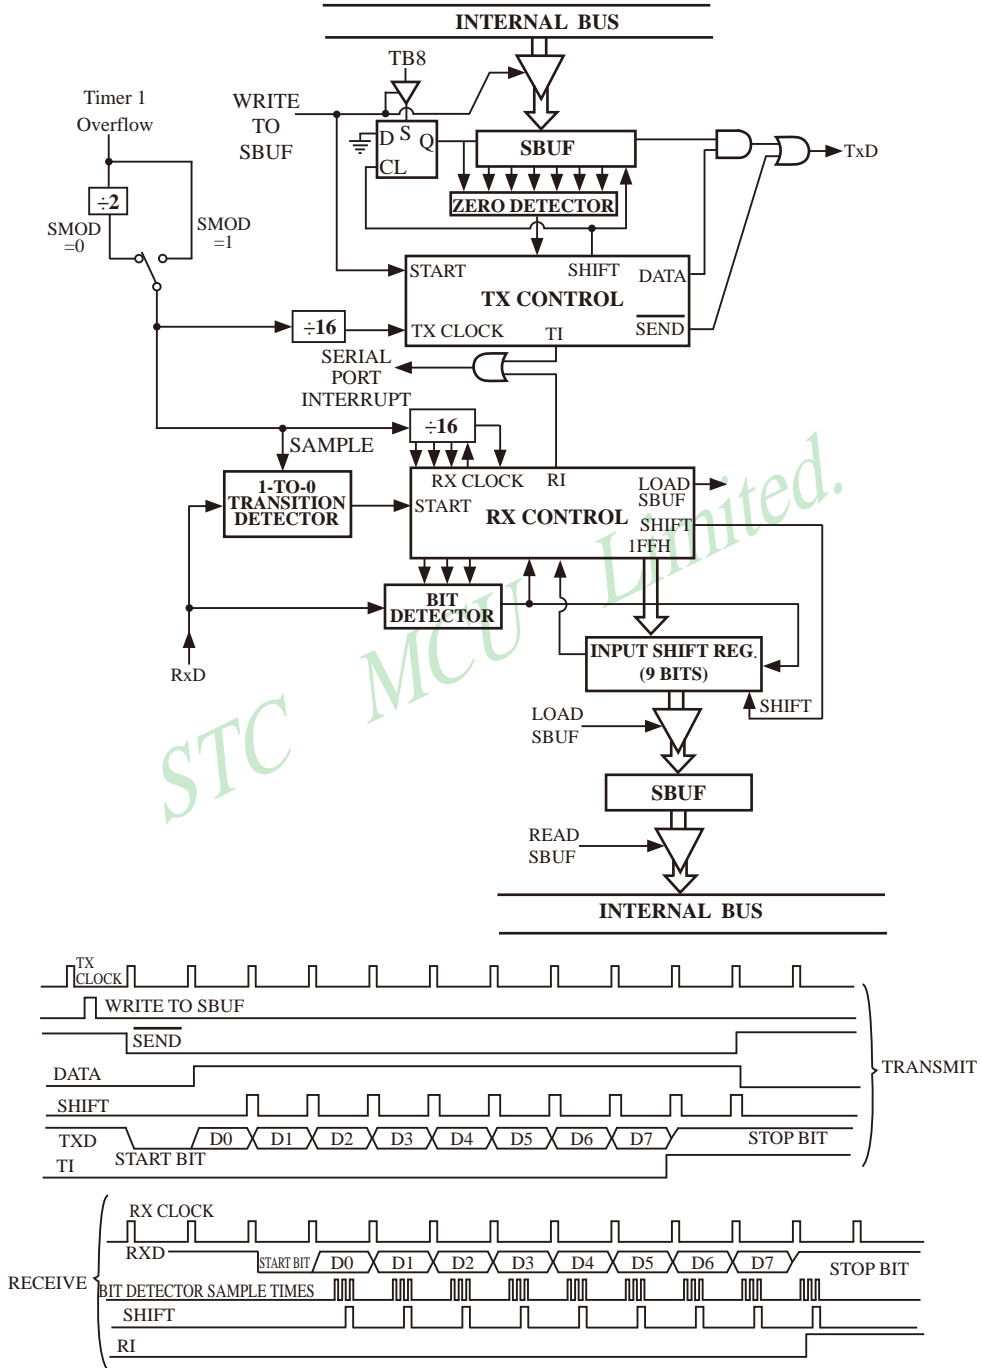 INTERNAL BUS
TB8
WRITE
TO
SBUF
Timer 1
Overflow
D
S
Q
CL
SBUF
TxD
÷2
SMOD
=0
SMOD
=1
ZERO DETECTOR
START
SHIFT
DATA
TX CONTROL
÷16
TX CLOCK
TI
SEND
SERIAL
PORT
INTERRUPT
÷16
SAMPLE
1-TO-0
TRANSITION
DETECTOR
RX CLOCK
RI
LOAD
SBUF
START
RX CONTROL
SHIFT
1FFH
BIT
DETECTOR
RxD
INPUT SHIFT REG.
(9 BITS)
SHIFT
LOAD
SBUF
SBUF
READ
SBUF
INTERNAL BUS
STC MCU Limited.
TX
CLOCK
WRITE TO SBUF
SEND
DATA
TRANSMIT
SHIFT
TXD
START BIT
D0 D1 D2 D3 D4 D5 D6 D7
STOP BIT
TI
RX CLOCK
RXD
START BIT
D0 D1 D2 D3 D4 D5 D6 D7
STOP BIT
RECEIVE
BIT DETECTOR SAMPLE TIMES
SHIFT
RI